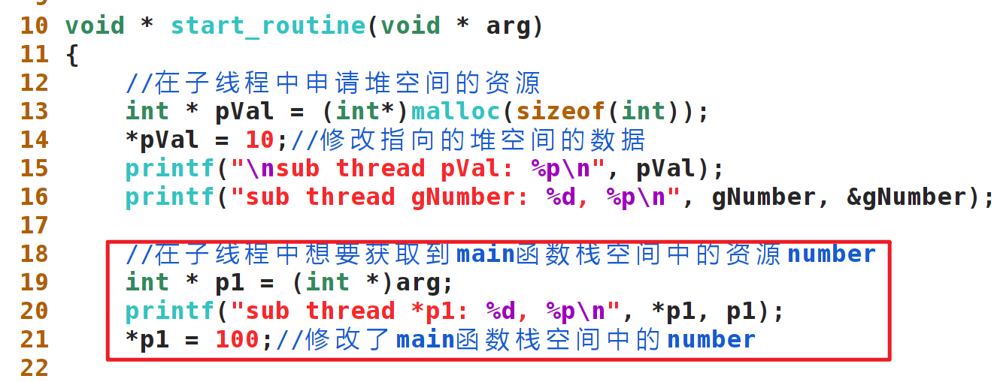 10 void * start_routine(void * arg)
11 {
12     //在子线程中申请堆空间的资源
13     int * pVal = (int*)malloc(sizeof(int));
14     *pVal = 10;//修改指向的堆空间的数据
15     printf("\nsub thread pVal: %p\n", pVal);
16     printf("sub thread gNumber: %d, %p\n", gNumber, &gNumber);
17
18     //在子线程中想要获取到main函数栈空间中的资源number
19     int * p1 = (int *)arg;
20     printf("sub thread *p1: %d, %p\n", *p1, p1);
21     *p1 = 100;//修改了main函数栈空间中的number
22